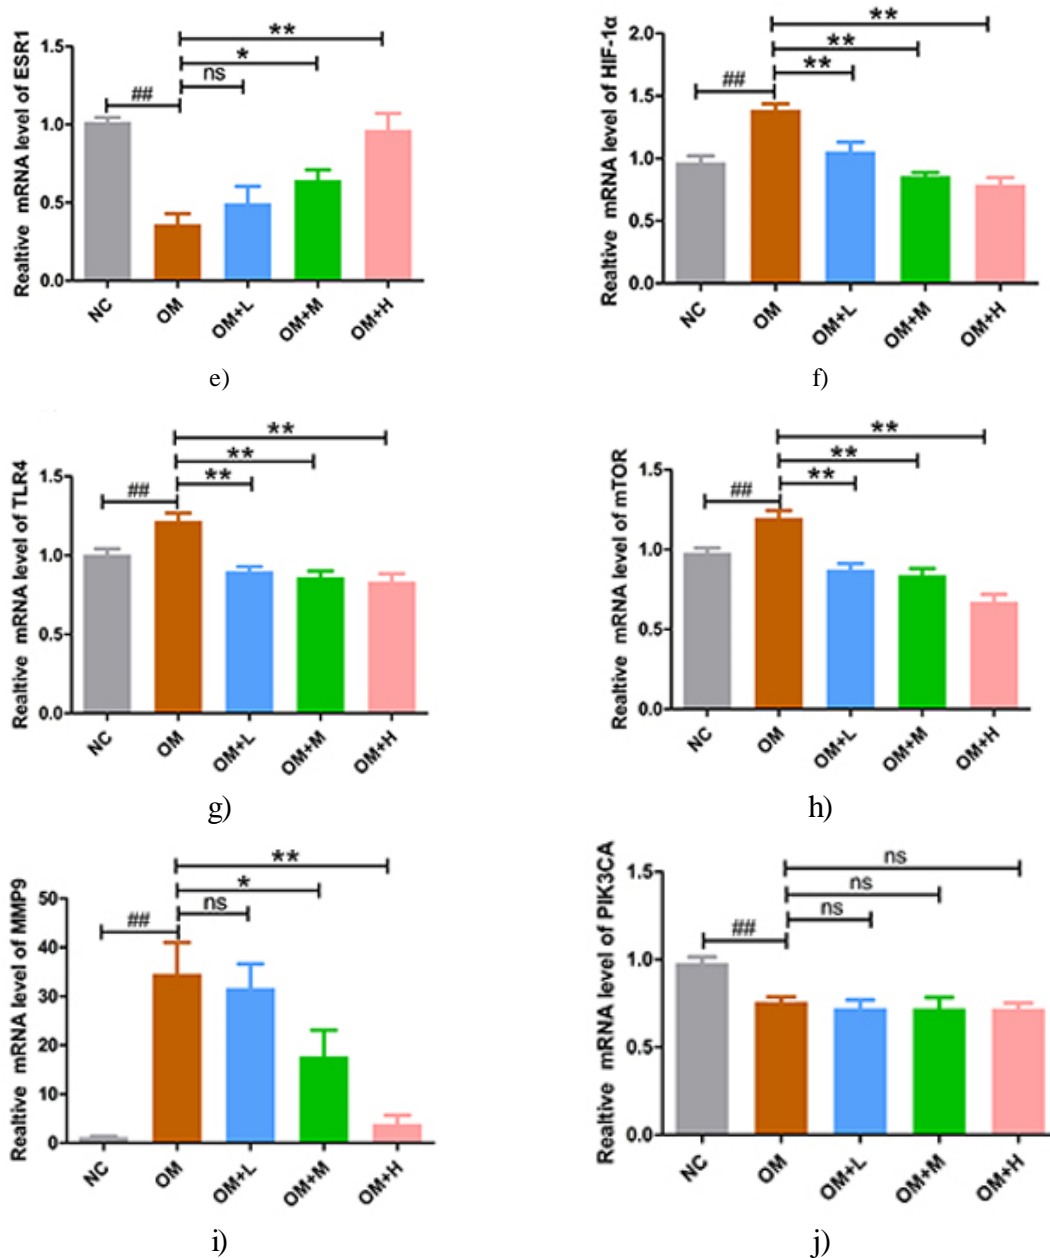 Realtive mRNA level of ESR1
1.5
1.0
0.5
0.0
##
ns
*
**
NC
OM
OM+L
OM+M
OM+H
e)
Realtive mRNA level of HIF-1α
2.0
1.5
1.0
0.5
0.0
##
**
**
**
NC
OM
OM+L
OM+M
OM+H
f)
Realtive mRNA level of TLR4
1.5
1.0
0.5
0.0
##
**
**
**
NC
OM
OM+L
OM+M
OM+H
g)
Realtive mRNA level of mTOR
1.5
1.0
0.5
0.0
##
**
**
**
NC
OM
OM+L
OM+M
OM+H
h)
Realtive mRNA level of MMP9
50
40
30
20
10
0
##
ns
*
**
NC
OM
OM+L
OM+M
OM+H
i)
Realtive mRNA level of PIK3CA
1.5
1.0
0.5
0.0
##
ns
ns
ns
NC
OM
OM+L
OM+M
OM+H
j)